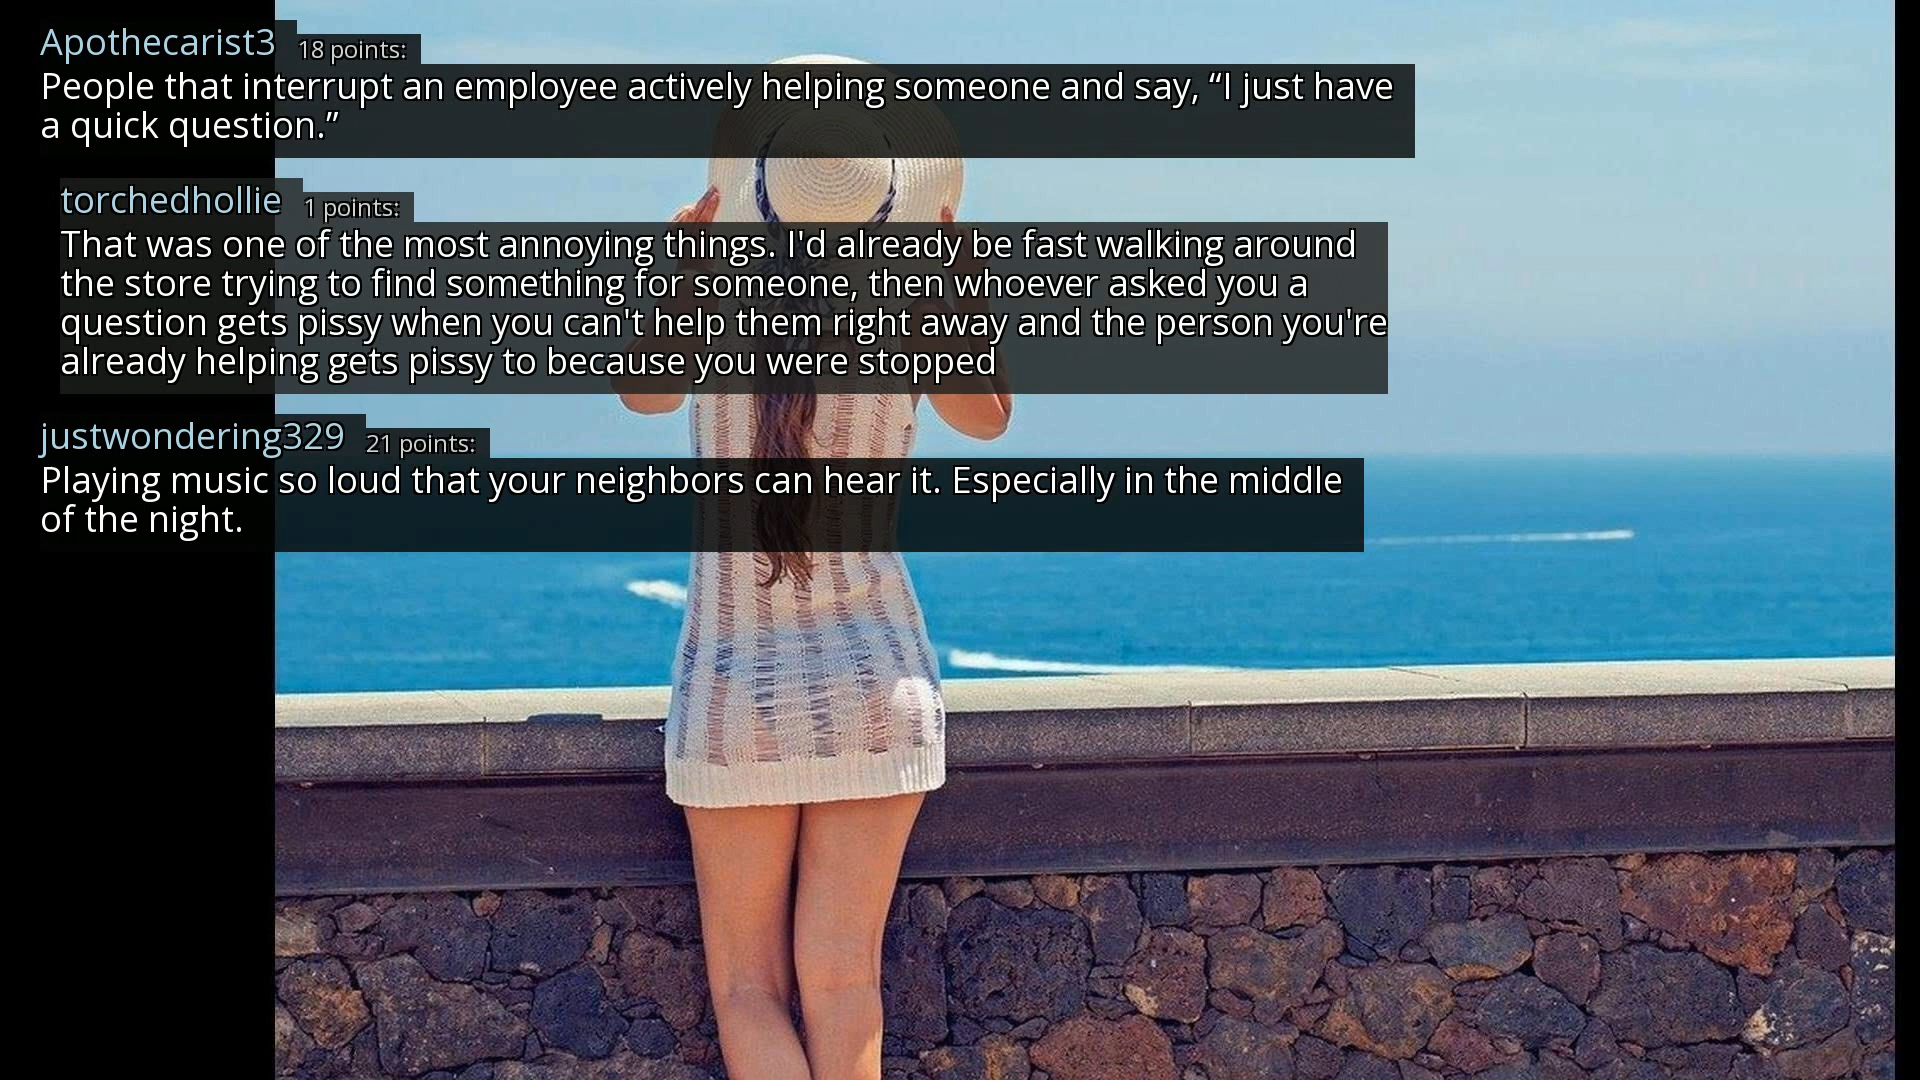 Apothecarist3 18 points:
People that interrupt an employee actively helping someone and say, “I just have
a quick question.”
torchedhollie 1 points:
That was one of the most annoying things. I'd already be fast walking around
the store trying to find something for someone, then whoever asked you a
question gets pissy when you can't help them right away and the person you're
already helping gets pissy to because you were stopped
justwondering329 21 points:
Playing music so loud that your neighbors can hear it. Especially in the middle
of the night.